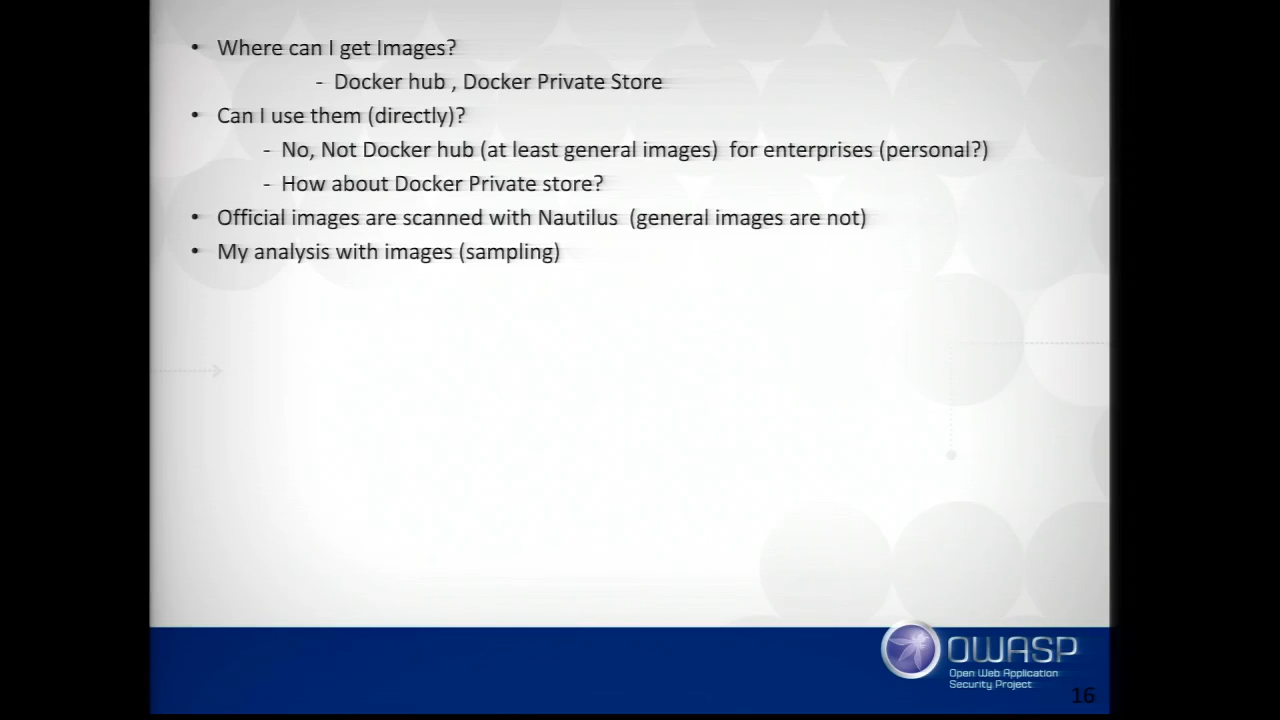 • Where can I get Images?
- Docker hub , Docker Private Store
• Can I use them (directly)?
- No, Not Docker hub (at least general images) for enterprises (personal?)
- How about Docker Private store?
• Official images are scanned with Nautilus (general images are not)
• My analysis with images (sampling)
OWASP
Open Web Application
Security Project
16